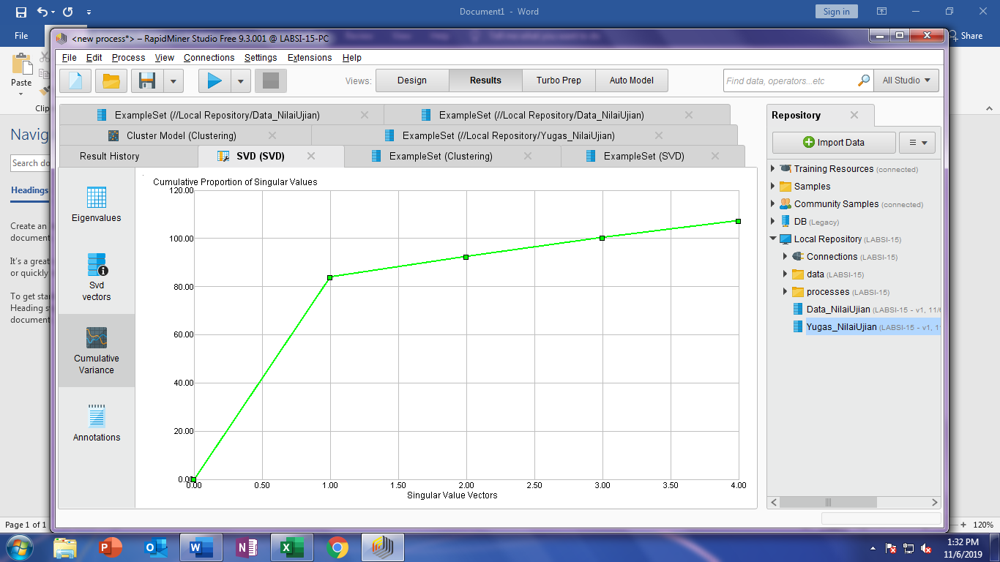 Document1 - Word
Sign in
File
Share
Paste
Clip
<new process*> – RapidMiner Studio Free 9.3.001 @ LABSI-15-PC
File Edit Process View Connections Settings Extensions Help
Views: Design Results Turbo Prep Auto Model
Find data, operators...etc All Studio
ExampleSet (//Local Repository/Data_NilaiUjian) ExampleSet (//Local Repository/Data_NilaiUjian)
Cluster Model (Clustering) ExampleSet (//Local Repository/Yugas_NilaiUjian)
Result History SVD (SVD) ExampleSet (Clustering) ExampleSet (SVD)
Navig
Search do
Headings
Create an
document
It's a great
or quickly
To get star
Heading st
document
Eigenvalues
Svd
vectors
Cumulative
Variance
Annotations
Cumulative Proportion of Singular Values
120.00
100.00
80.00
60.00
40.00
20.00
0.00
0.00 0.50 1.00 1.50 2.00 2.50 3.00 3.50 4.00
Singular Value Vectors
Repository
Import Data
Training Resources (connected)
Samples
Community Samples (connected)
DB (Legacy)
Local Repository (LABSI-15)
Connections (LABSI-15)
data (LABSI-15)
processes (LABSI-15)
Data_NilaiUjian (LABSI-15 - v1, 11/6
Yugas_NilaiUjian (LABSI-15 - v1, 1
Page 1 of 1
120%
1:32 PM
11/6/2019